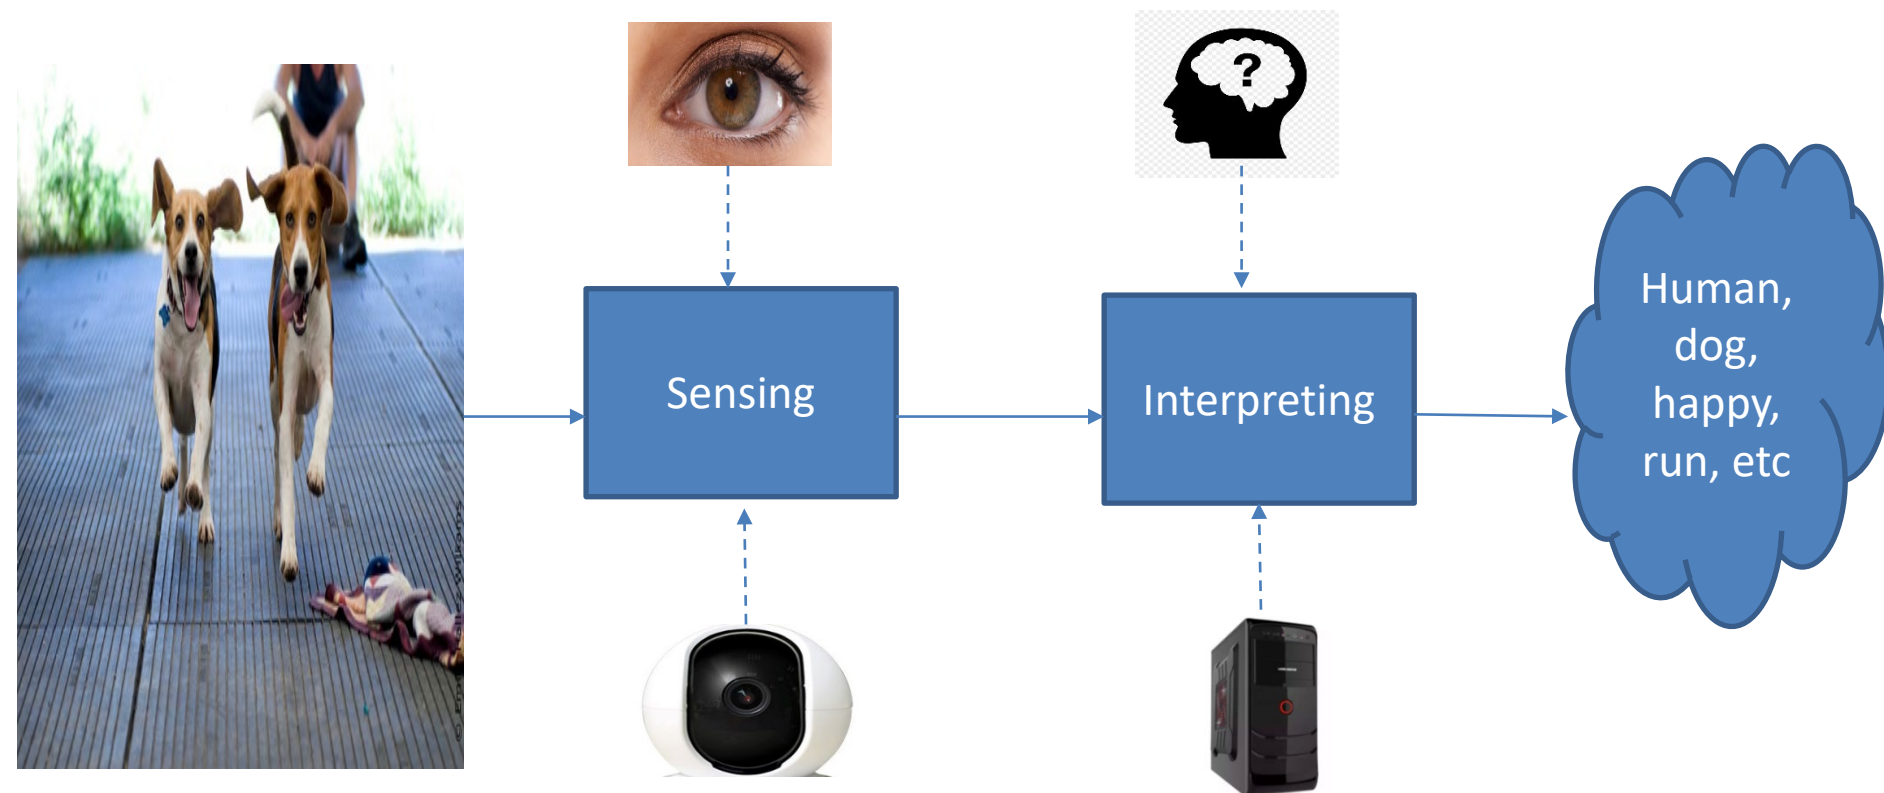 ?
Sensing
Interpreting
Human,
dog,
happy,
run, etc